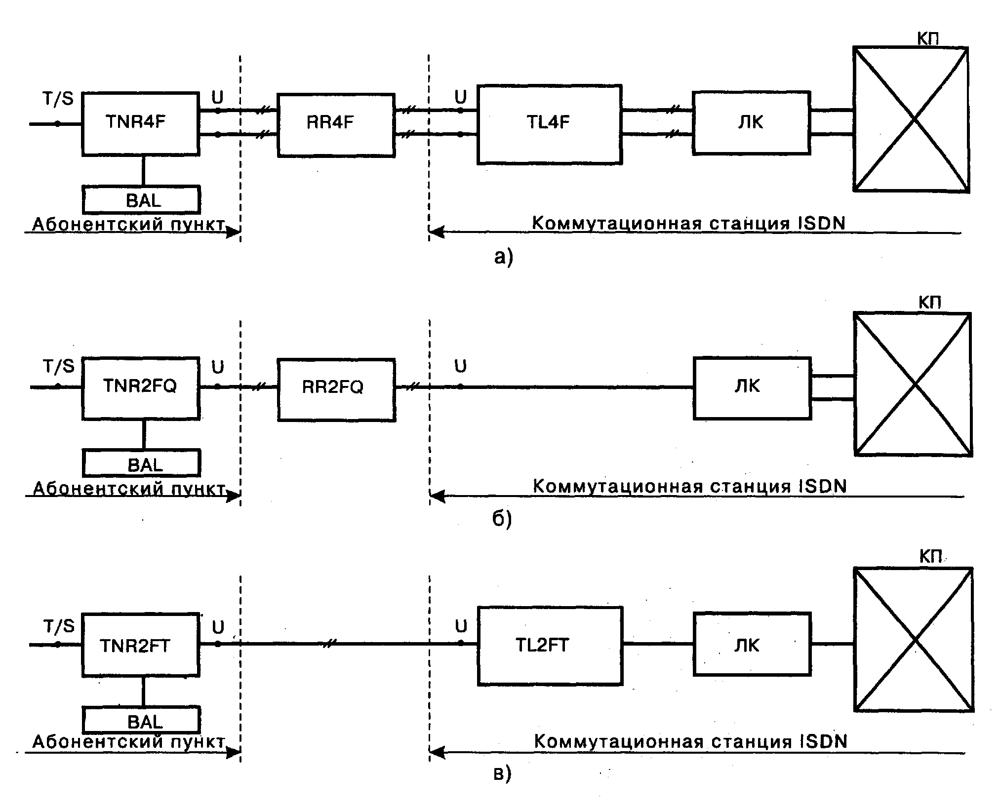 КП
T/S
TNR4F
U
RR4F
U
TL4F
ЛК
BAL
Абонентский пункт
Коммутационная станция ISDN
а)
КП
T/S
TNR2FQ
U
RR2FQ
U
ЛК
BAL
Абонентский пункт
Коммутационная станция ISDN
б)
КП
T/S
TNR2FT
U
U
TL2FT
ЛК
BAL
Абонентский пункт
Коммутационная станция ISDN
в)